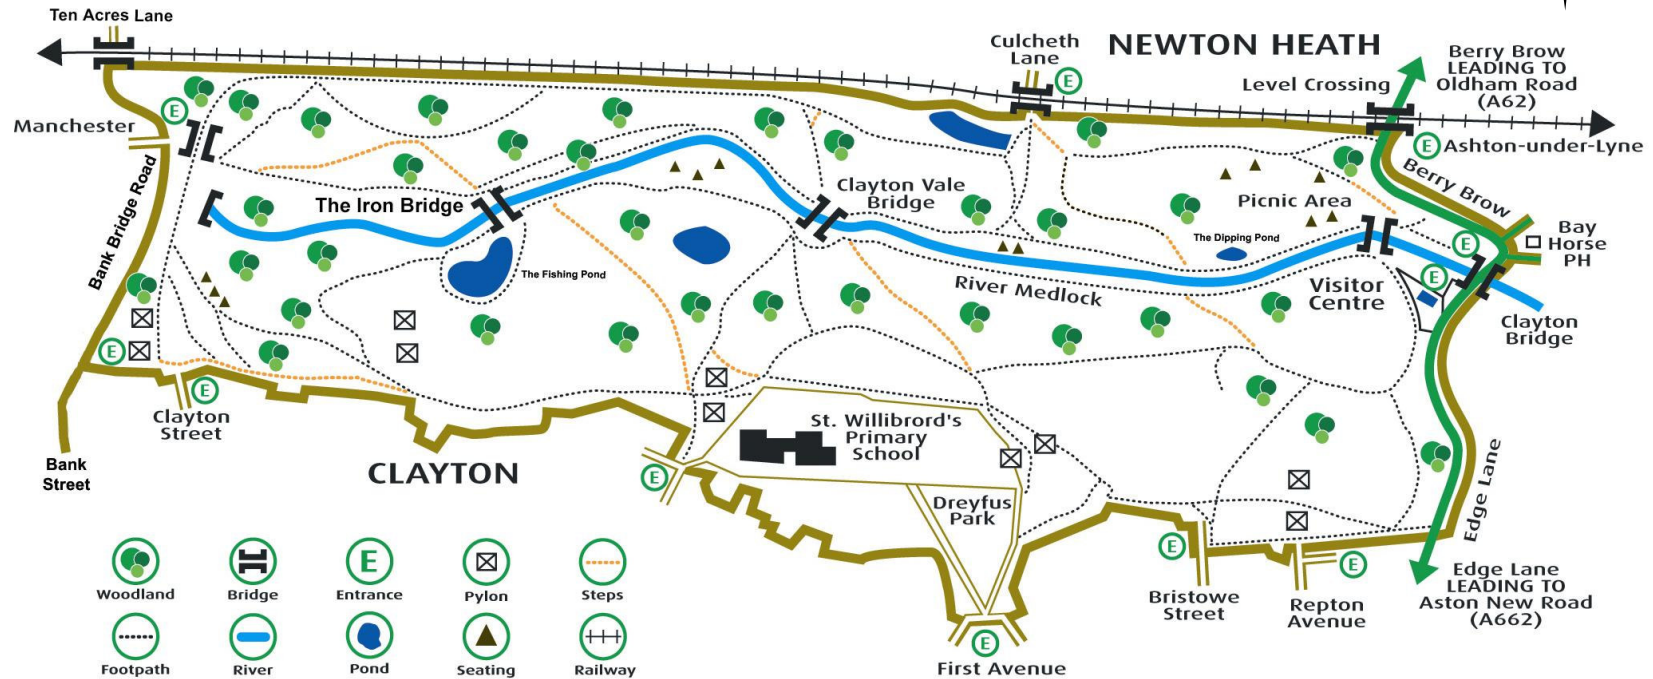 Ten Acres Lane
Culcheth
Lane
E
NEWTON HEATH
Berry Brow
LEADING TO
Oldham Road
(A62)
Level Crossing
E
Manchester
E
Ashton-under-Lyne
Bank Bridge Road
Berry Brow
The Iron Bridge
Clayton Vale
Bridge
Picnic Area
Bay
Horse
PH
E
The Dipping Pond
The Fishing Pond
River Medlock
Visitor
Centre
E
Clayton
Bridge
E
E
Clayton
Street
St. Willibrord's
Primary
School
Bank
Street
CLAYTON
E
Dreyfus
Park
Edge Lane
E
E
Bristowe
Street
Repton
Avenue
Edge Lane
LEADING TO
Aston New Road
(A662)
E
First Avenue
Woodland
Bridge
E
Entrance
Pylon
Steps
Footpath
River
Pond
Seating
Railway